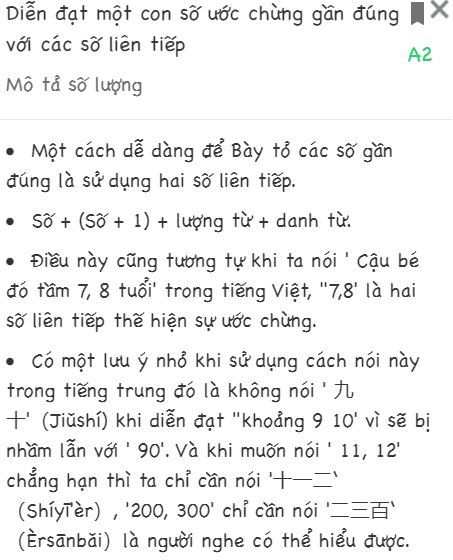 Diễn đạt một con số ước chừng gần đúng
với các số liên tiếp
A2
Mô tả số lượng
• Một cách dễ dàng để Bày tỏ các số gần
đúng là sử dụng hai số liên tiếp.
• Số + (Số + 1) + lượng từ + danh từ.
• Điều này cũng tương tự khi ta nói ' Cậu bé
đó tầm 7, 8 tuổi' trong tiếng Việt, "7,8' là hai
số liên tiếp thế hiện sự ước chừng.
• Có một lưu ý nhỏ khi sử dụng cách nói này
trong tiếng trung đó là không nói ' 九
十' (Jiǔshí) khi diễn đạt "khoảng 9 10' vì sẽ bị
nhầm lẫn với ' 90'. Và khi muốn nói ' 11, 12'
chẳng hạn thì ta chỉ cần nói '十一二‘
(Shíyī'èr) , '200, 300' chỉ cần nói '二三百‘
(Èrsānbǎi) là người nghe có thể hiểu được.